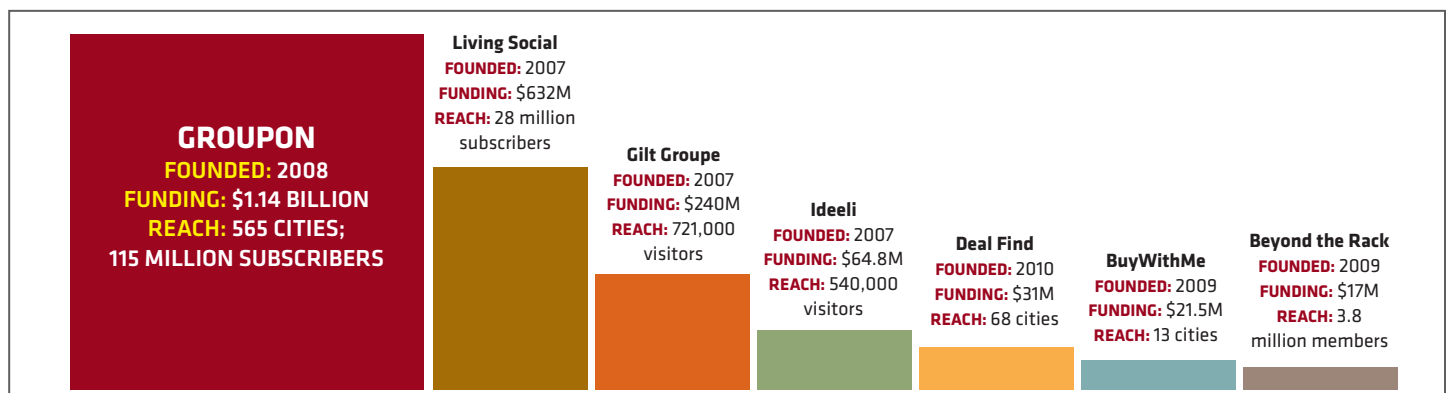 GROUPON
FOUNDED: 2008
FUNDING: $1.14 BILLION
REACH: 565 CITIES;
115 MILLION SUBSCRIBERS
Living Social
FOUNDED: 2007
FUNDING: $632M
REACH: 28 million
subscribers
Gilt Groupe
FOUNDED: 2007
FUNDING: $240M
REACH: 721,000
visitors
Ideeli
FOUNDED: 2007
FUNDING: $64.8M
REACH: 540,000
visitors
Deal Find
FOUNDED: 2010
FUNDING: $31M
REACH: 68 cities
BuyWithMe
FOUNDED: 2009
FUNDING: $21.5M
REACH: 13 cities
Beyond the Rack
FOUNDED: 2009
FUNDING: $17M
REACH: 3.8
million members